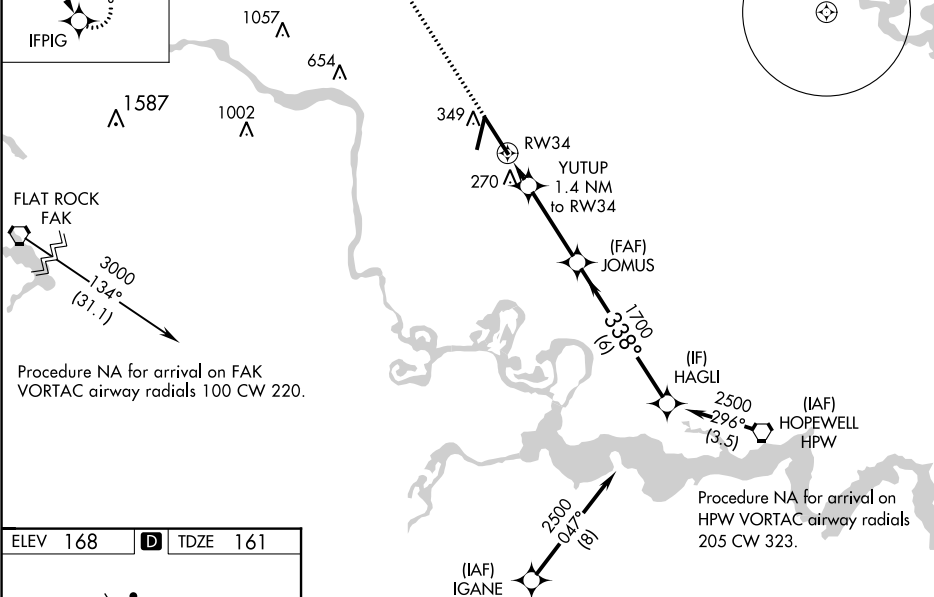 IFPIG
1057
654
1587
1002
349
RW34
270
YUTUP
1.4 NM
to RW34
FLAT ROCK
FAK
3000
134°
(31.1)
(FAF)
JOMUS
1700
338°
(6)
Procedure NA for arrival on FAK
VORTAC airway radials 100 CW 220.
(IF)
HAGLI
2500
296°
(3.5)
(IAF)
HOPEWELL
HPW
Procedure NA for arrival on
HPW VORTAC airway radials
205 CW 323.
2500
047°
(8)
(IAF)
IGANE
ELEV 168 D TDZE 161